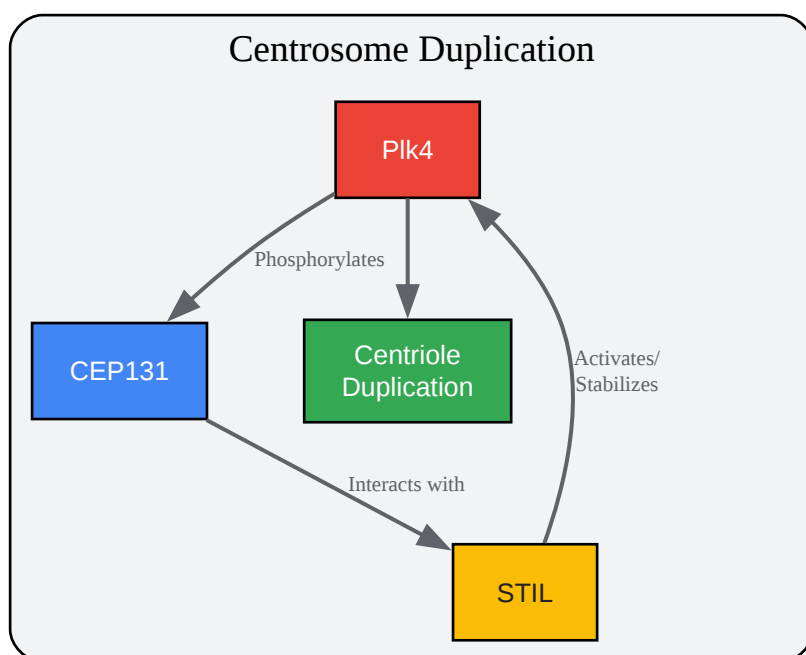 Centrosome Duplication
Plk4
Phosphorylates
CEP131
Centriole
Duplication
Activates/
Stabilizes
Interacts with
STIL